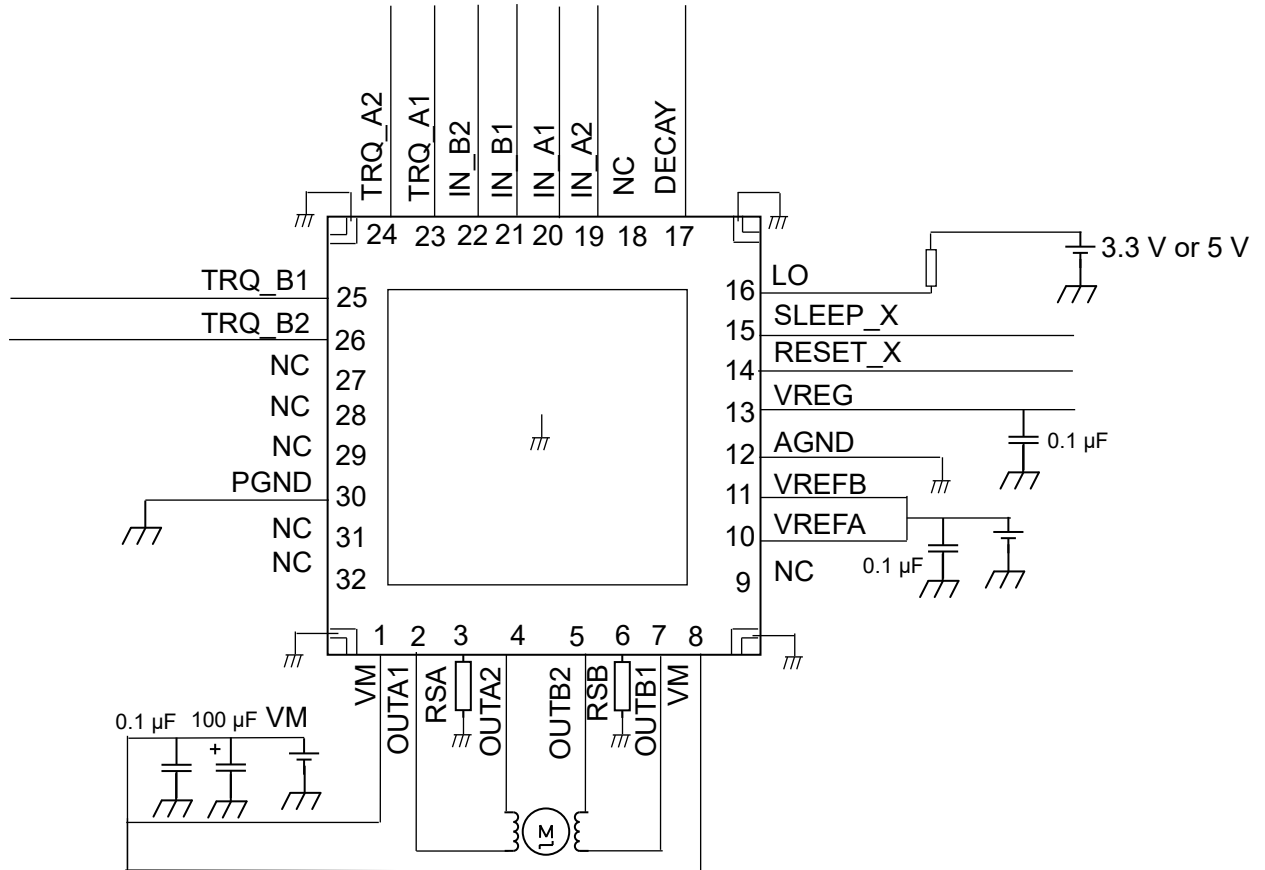 TRQ_A2
TRQ_A1
IN_B2
IN_B1
IN_A1
IN_A2
NC
DECAY
24 23 22 21 20 19 18 17
TRQ_B1 25
TRQ_B2 26
NC 27
NC 28
NC 29
PGND 30
NC 31
NC 32
16 LO
3.3 V or 5 V
15 SLEEP_X
14 RESET_X
13 VREG
0.1 µF
12 AGND
11 VREFB
10 VREFA
0.1 µF
9 NC
1 2 3 4 5 6 7 8
VM
OUTA1
RSA
OUTA2
OUTB2
RSB
OUTB1
VM
0.1 µF 100 µF VM
+
M